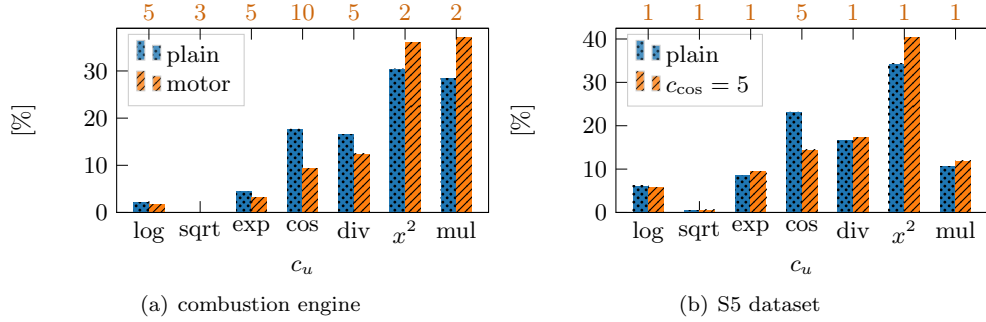 5 3 5 10 5 2 2
[%]
30
20
10
0
plain
motor
log sqrt exp cos div x² mul
c_u
(a) combustion engine
1 1 1 5 1 1 1
[%]
40
30
20
10
0
plain
c_cos = 5
log sqrt exp cos div x² mul
c_u
(b) S5 dataset